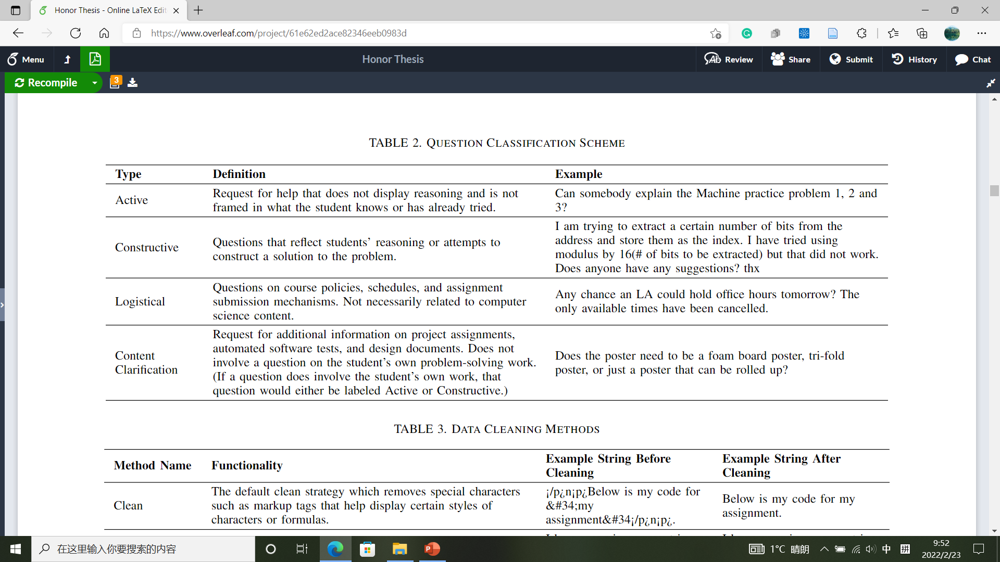 Honor Thesis - Online LaTeX Edit
https://www.overleaf.com/project/61e62ed2ace82346eeb0983d
Menu
Honor Thesis
Review
Share
Submit
History
Chat
Recompile
3
TABLE 2. QUESTION CLASSIFICATION SCHEME
Type Definition Example
Active
Request for help that does not display reasoning and is not
framed in what the student knows or has already tried.
Can somebody explain the Machine practice problem 1, 2 and
3?
Constructive
Questions that reflect students’ reasoning or attempts to
construct a solution to the problem.
I am trying to extract a certain number of bits from the
address and store them as the index. I have tried using
modulus by 16(# of bits to be extracted) but that did not work.
Does anyone have any suggestions? thx
Logistical
Questions on course policies, schedules, and assignment
submission mechanisms. Not necessarily related to computer
science content.
Any chance an LA could hold office hours tomorrow? The
only available times have been cancelled.
Content
Clarification
Request for additional information on project assignments,
automated software tests, and design documents. Does not
involve a question on the student’s own problem-solving work.
(If a question does involve the student’s own work, that
question would either be labeled Active or Constructive.)
Does the poster need to be a foam board poster, tri-fold
poster, or just a poster that can be rolled up?
TABLE 3. DATA CLEANING METHODS
Method Name
Functionality
Example String Before
Cleaning
Example String After
Cleaning
Clean
The default clean strategy which removes special characters
such as markup tags that help display certain styles of
characters or formulas.
¡/p¿n¡p¿Below is my code for
&#34;my
assignment&#34¡/p¿n¡p¿.
Below is my code for my
assignment.
在这里输入你要搜索的内容
1°C 晴朗
中
拼
9:52
2022/2/23